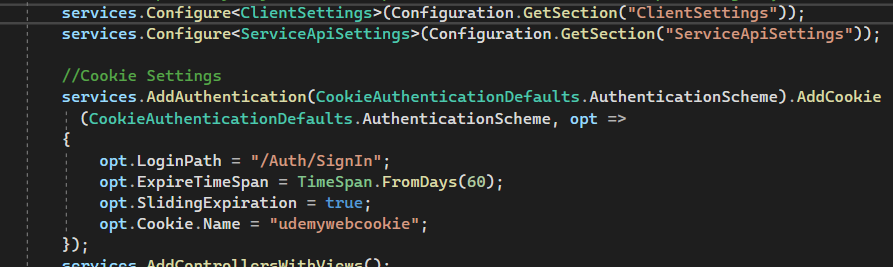 services.Configure<ClientSettings>(Configuration.GetSection("ClientSettings"));
services.Configure<ServiceApiSettings>(Configuration.GetSection("ServiceApiSettings"));
//Cookie Settings
services.AddAuthentication(CookieAuthenticationDefaults.AuthenticationScheme).AddCookie
(CookieAuthenticationDefaults.AuthenticationScheme, opt =>
{
opt.LoginPath = "/Auth/SignIn";
opt.ExpireTimeSpan = TimeSpan.FromDays(60);
opt.SlidingExpiration = true;
opt.Cookie.Name = "udemywebcookie";
});
services.AddControllersWithViews();